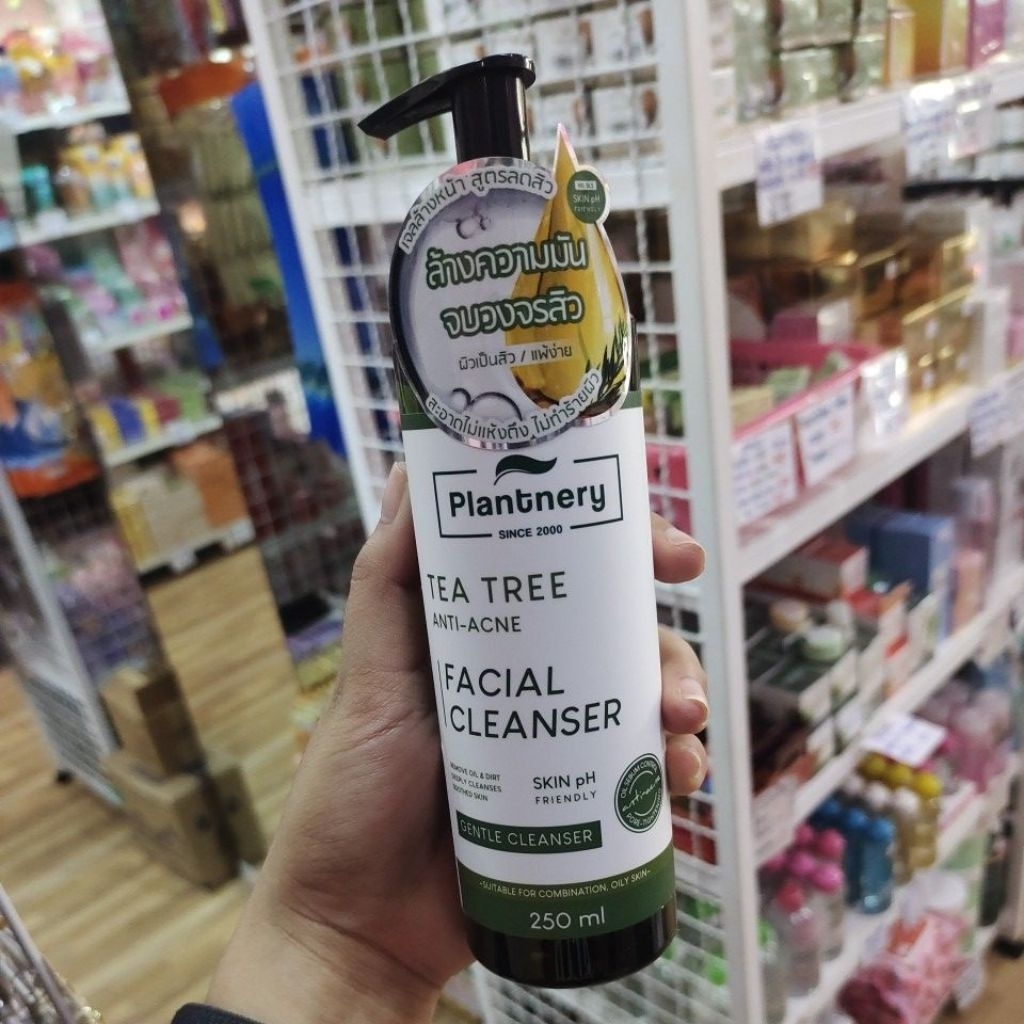 เจลล้างหน้า สูตรลดสิว
SKIN pH
FRIENDLY
ล้างความมัน
จบวงจรสิว
ผิวเป็นสิว / แพ้ง่าย
สะอาดไม่แห้งตึง ไม่ทำร้ายผิว
Plantnery
SINCE 2000
TEA TREE
ANTI-ACNE
FACIAL
CLEANSER
REMOVE OIL & DIRT
DEEPLY CLEANSES
SOOTHED SKIN
SKIN pH
FRIENDLY
OIL SEBUM CONTROL
GENTLE CLEANSER
-SUITABLE FOR COMBINATION, OILY SKIN-
250 ml